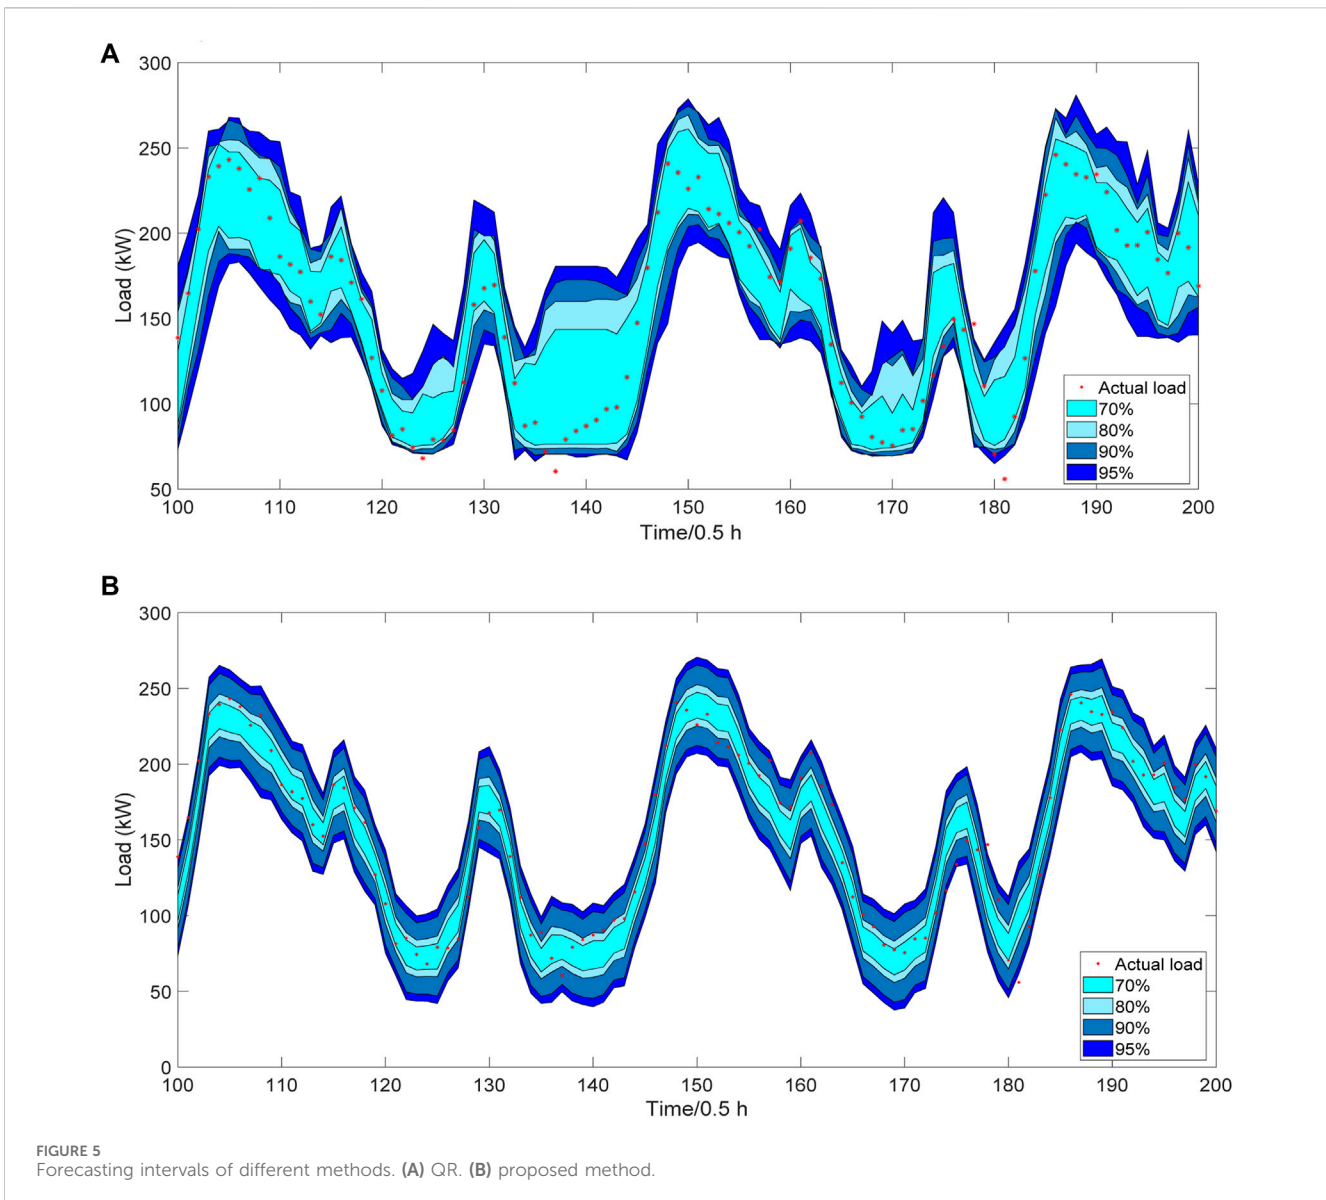 A
300
250
200
150
100
50
Load (kW)
100 110 120 130 140 150 160 170 180 190 200
Time/0.5 h
Actual load
70%
80%
90%
95%
B
300
250
200
150
100
50
0
Load (kW)
100 110 120 130 140 150 160 170 180 190 200
Time/0.5 h
Actual load
70%
80%
90%
95%
FIGURE 5
Forecasting intervals of different methods. (A) QR. (B) proposed method.